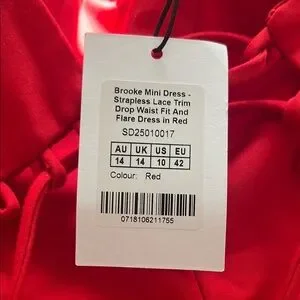 Brooke Mini Dress -
Strapless Lace Trim
Drop Waist Fit And
Flare Dress in Red
SD25010017
AU UK US EU
14 14 10 42
Colour: Red
0718106211755